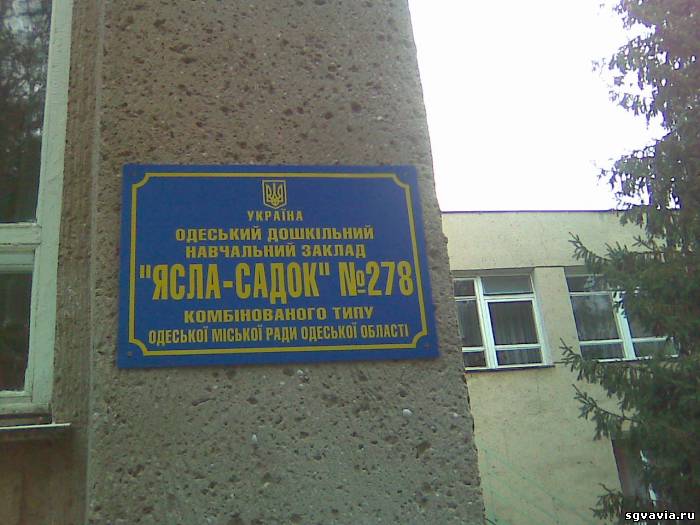 УКРАЇНА
ОДЕСЬКИЙ ДОШКІЛЬНИЙ
НАВЧАЛЬНИЙ ЗАКЛАД
"ЯСЛА-САДОК" №278
КОМБІНОВАНОГО ТИПУ
ОДЕСЬКОЇ МІСЬКОЇ РАДИ ОДЕСЬКОЇ ОБЛАСТІ
sgvavia.ru